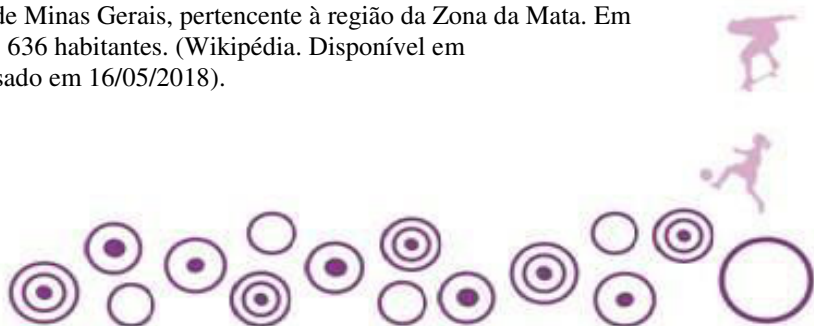 de Minas Gerais, pertencente à região da Zona da Mata. Em
636 habitantes. (Wikipédia. Disponível em
sado em 16/05/2018).